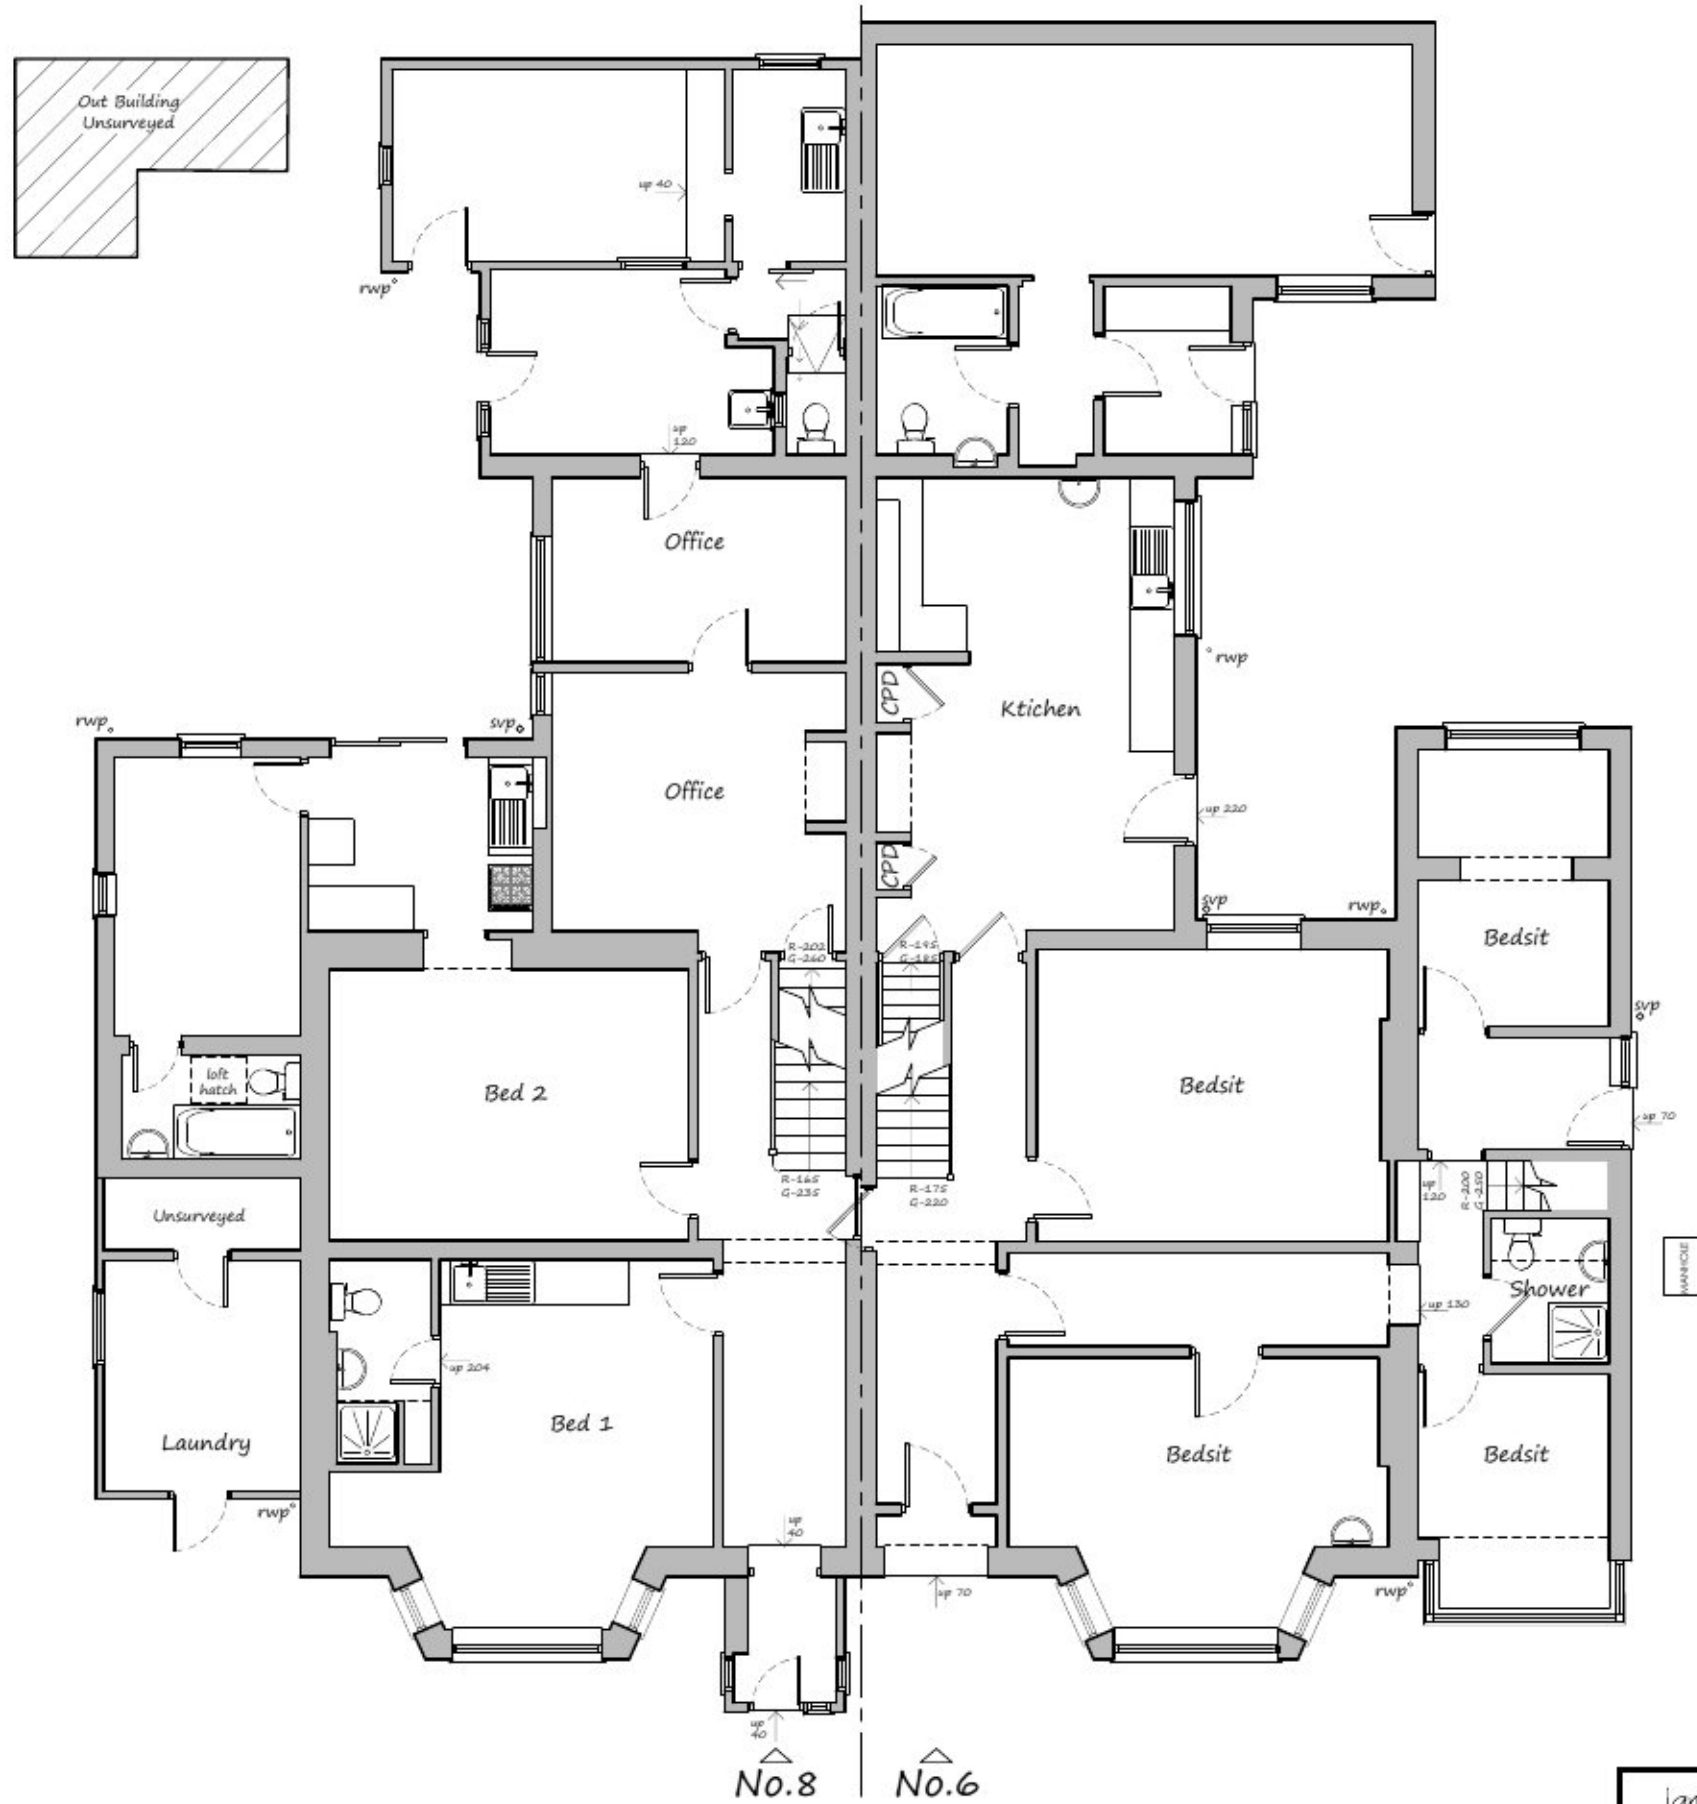 Out Building
Unsurveyed
up 40
rwp
up
120
Office
CPD
rwp
Ktichen
rwp
svp
Office
up 220
CPD
svp
rwp
R-202
G-260
R-195
G-185
Bedsit
svp
loft
hatch
Bed 2
Bedsit
up 70
R-165
G-235
R-175
G-220
up
120
R-200
G-250
Unsurveyed
MANHOLE
Shower
up 130
up 204
Bed 1
Laundry
Bedsit
Bedsit
rwp
up
40
rwp
up 70
up
40
No.8
No.6